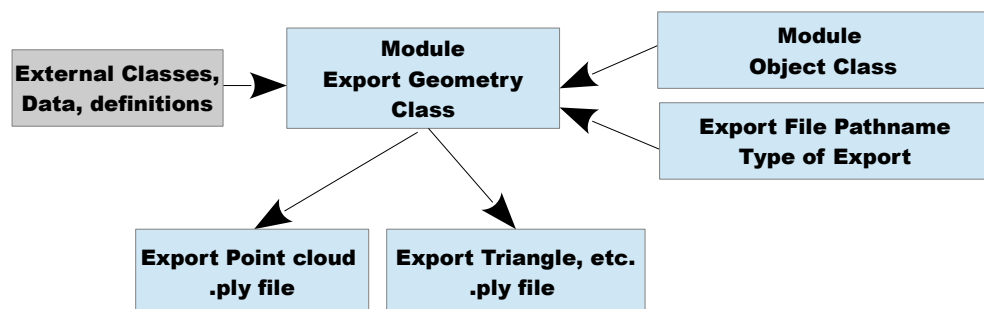 External Classes,
Data, definitions
Module
Export Geometry
Class
Module
Object Class
Export File Pathname
Type of Export
Export Point cloud
.ply file
Export Triangle, etc.
.ply file